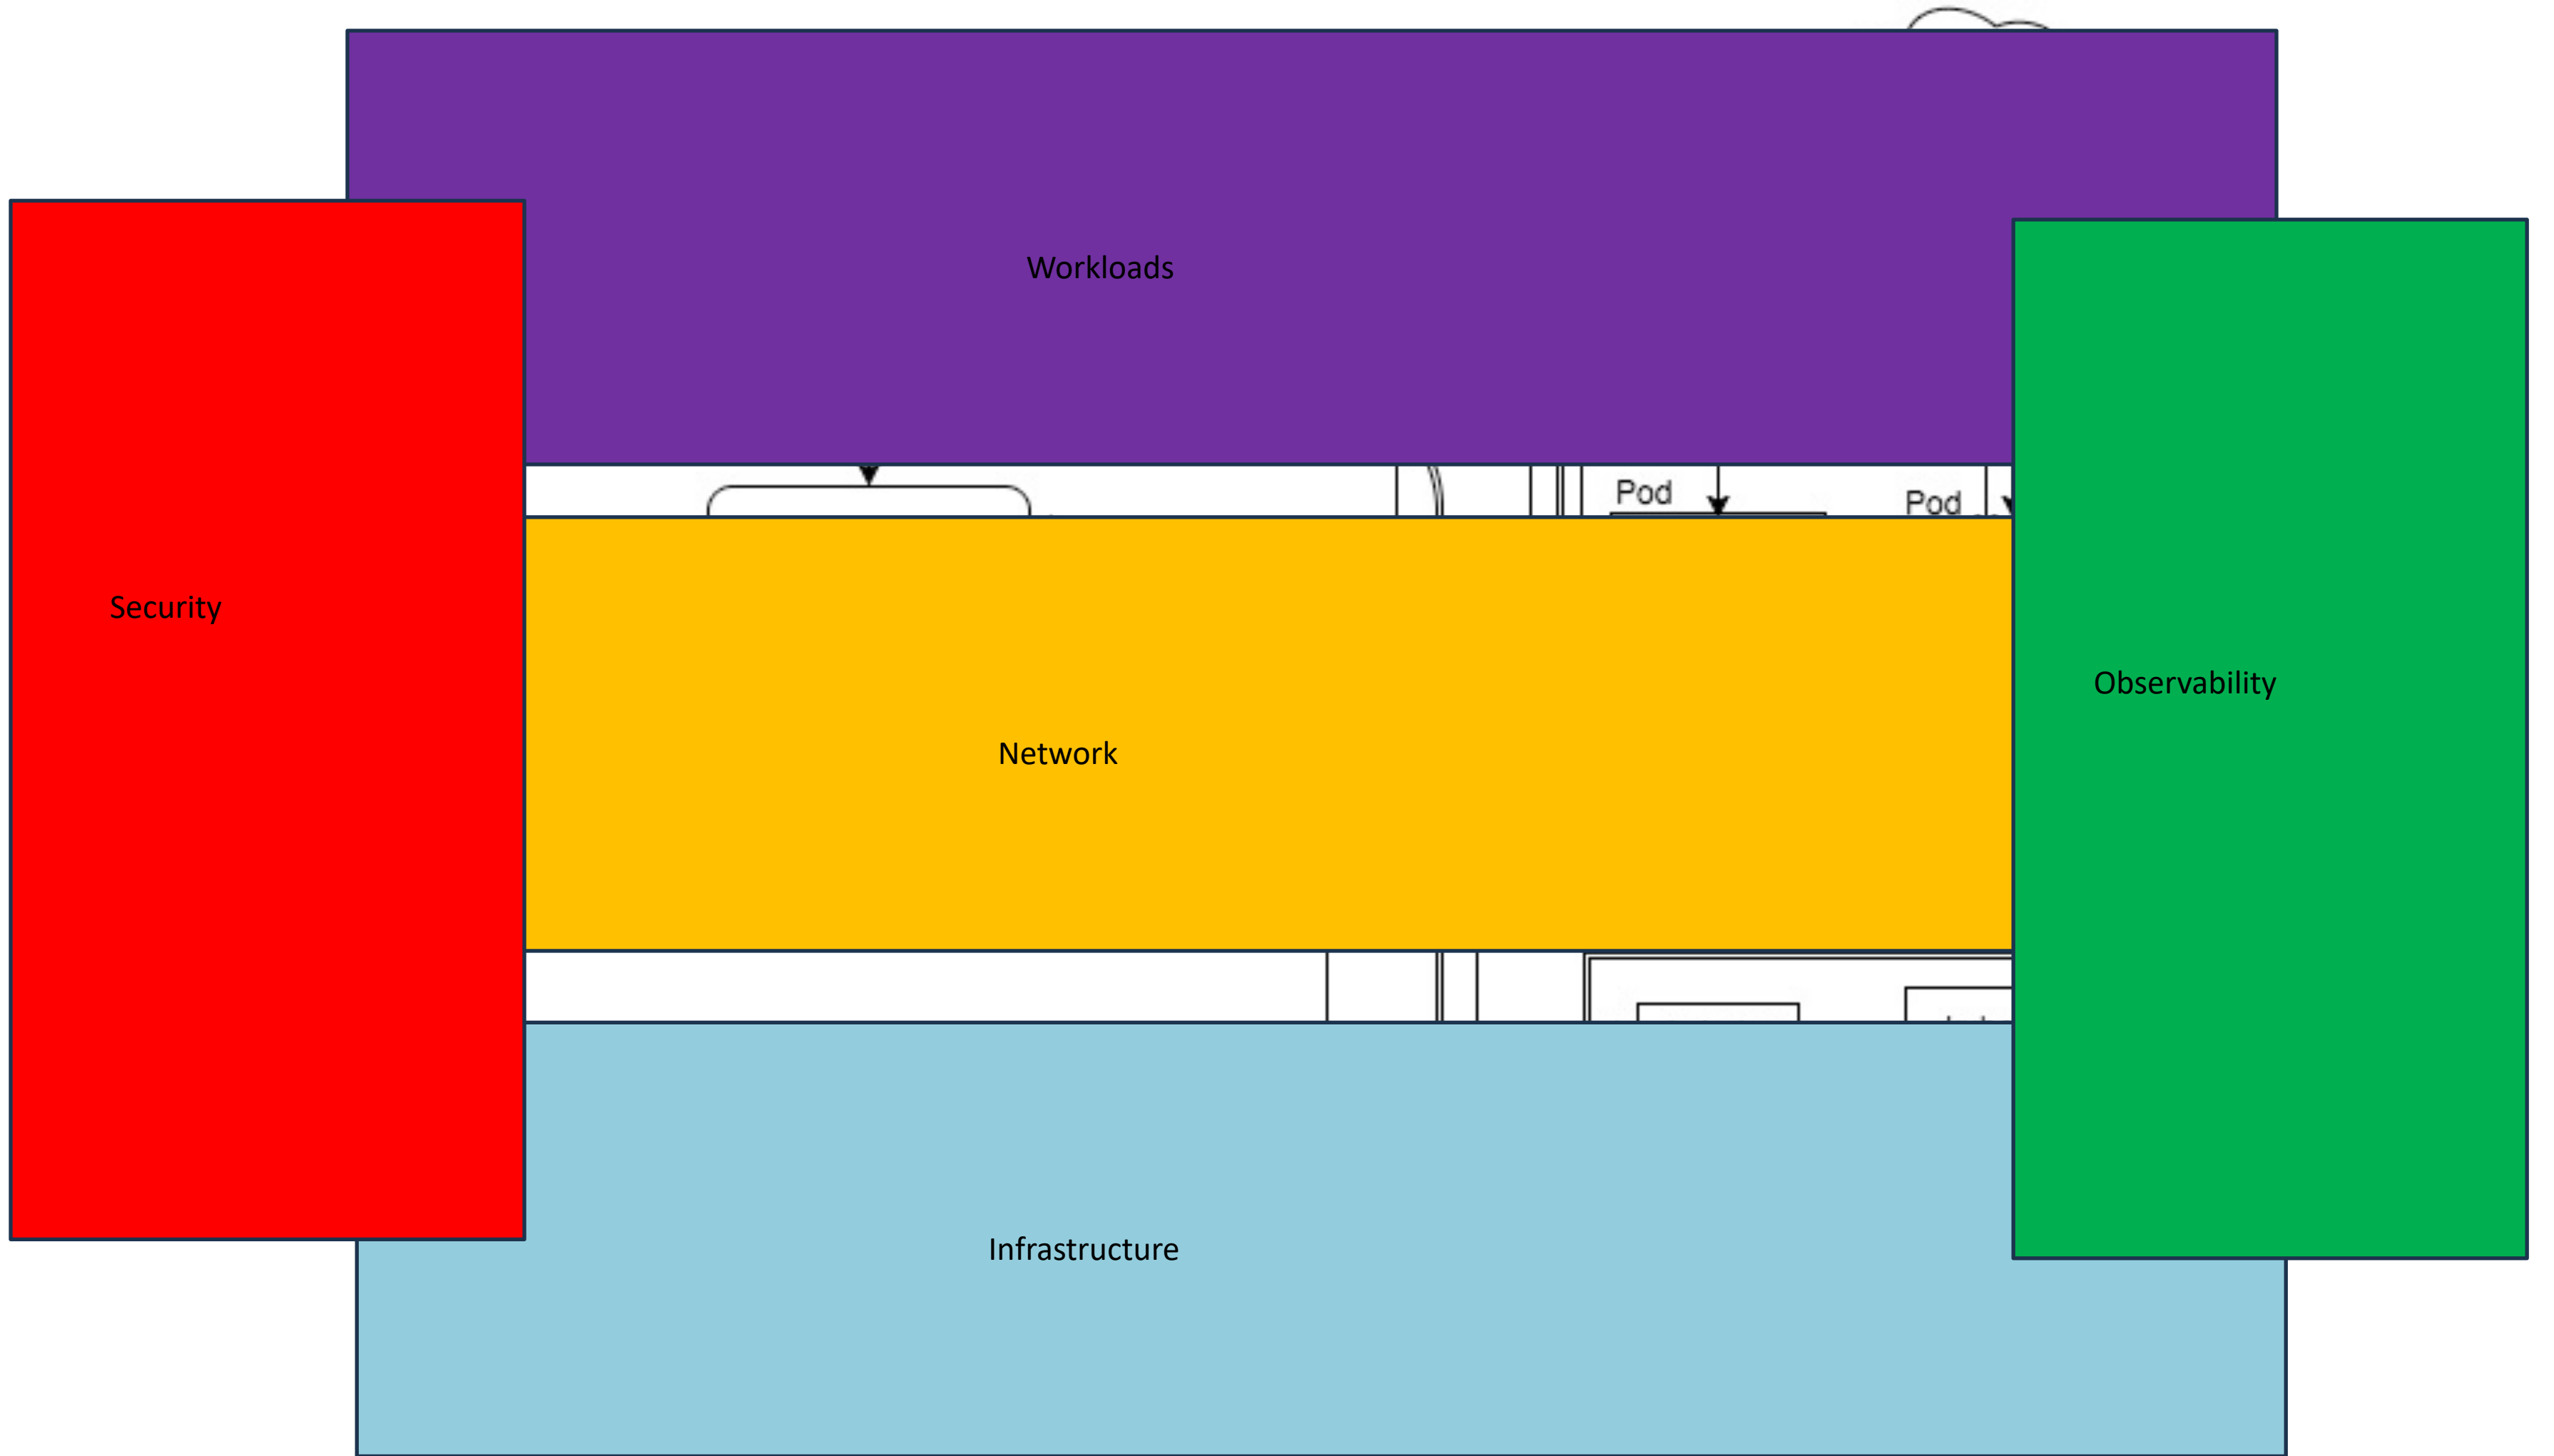 Workloads
Pod
Pod
Security
Observability
Network
Infrastructure